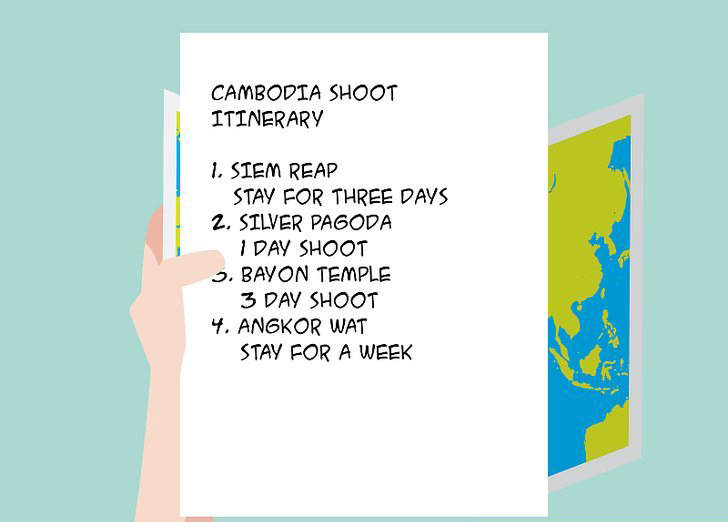 CAMBODIA SHOOT
ITINERARY
1. SIEM REAP
STAY FOR THREE DAYS
2. SILVER PAGODA
1 DAY SHOOT
3. BAYON TEMPLE
3 DAY SHOOT
4. ANGKOR WAT
STAY FOR A WEEK